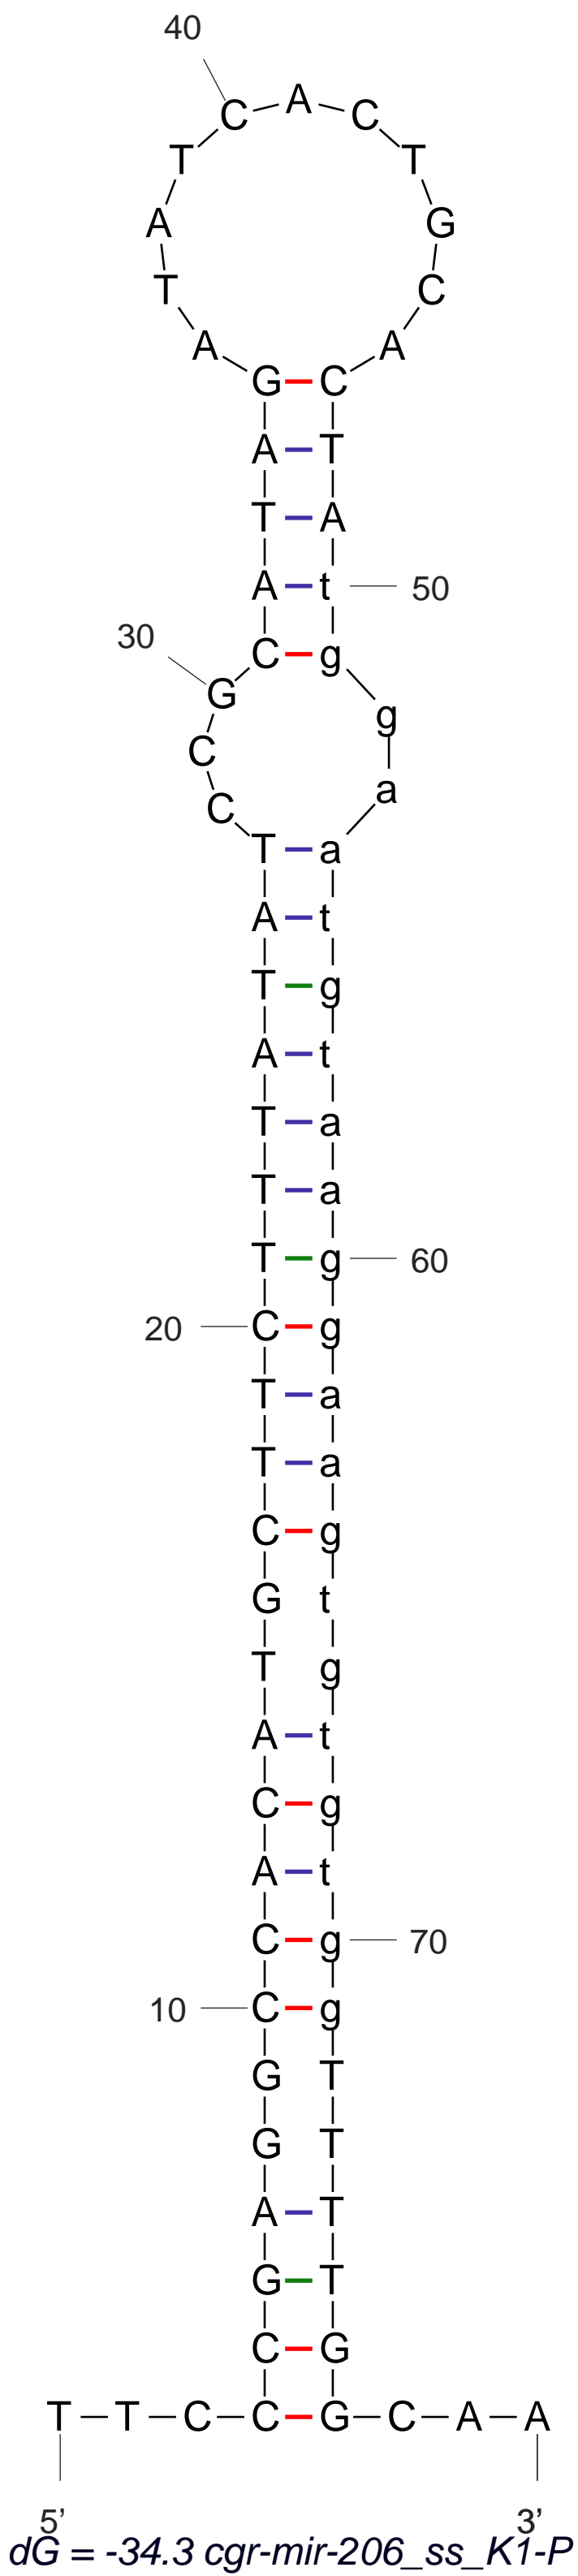 40
C A C
T T
A G
T C
A A
G C
A T
T A
A t 50
30 C g
G g
C a
C
T a
A t
T g
A t
T a
T a
T g 60
20 C g
T a
T a
C g
G t
T g
A t
C g
A t
C g 70
10 C g
G T
G T
A T
G T
C G
T T C C G C A A
5’ 3’
dG = -34.3 cgr-mir-206_ss_K1-P